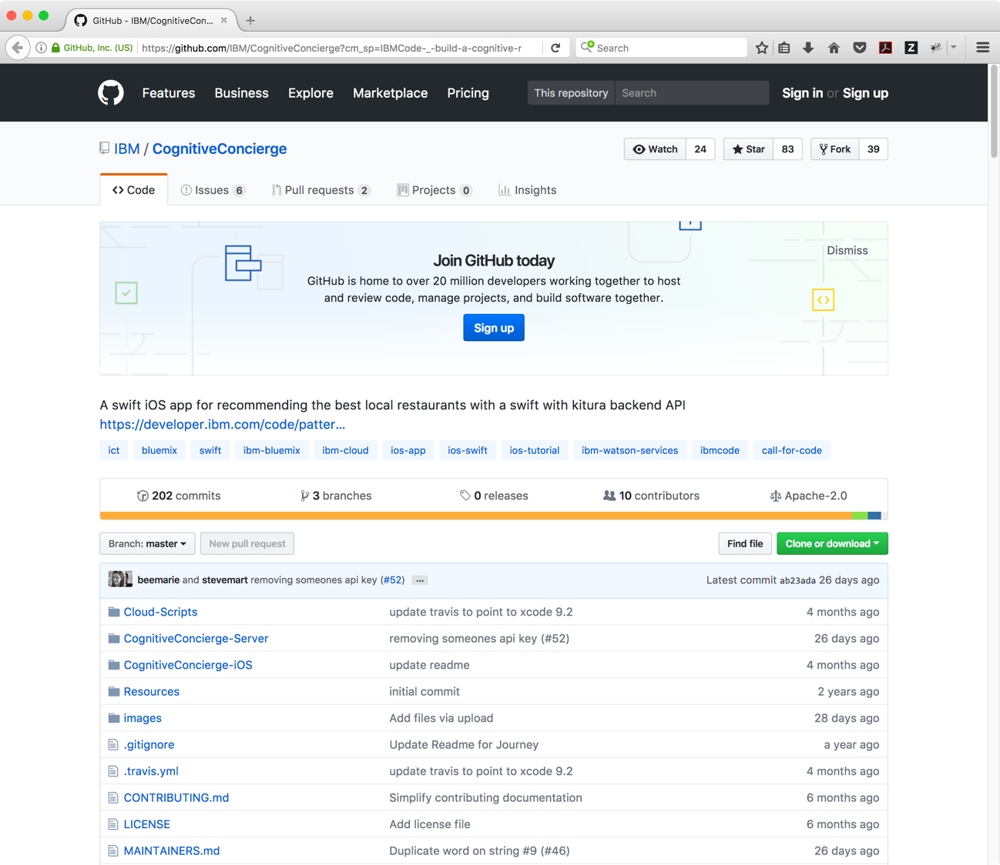 GitHub - IBM/CognitiveCon...
GitHub, Inc. (US) https://github.com/IBM/CognitiveConcierge?cm_sp=IBMCode-_-build-a-cognitive-r Search
Features Business Explore Marketplace Pricing This repository Search Sign in or Sign up
IBM / CognitiveConcierge Watch 24 Star 83 Fork 39
Code Issues 6 Pull requests 2 Projects 0 Insights
Dismiss
Join GitHub today
GitHub is home to over 20 million developers working together to host
and review code, manage projects, and build software together.
Sign up
A swift iOS app for recommending the best local restaurants with a swift with kitura backend API
https://developer.ibm.com/code/patter...
ict bluemix swift ibm-bluemix ibm-cloud ios-app ios-swift ios-tutorial ibm-watson-services ibmcode call-for-code
202 commits 3 branches 0 releases 10 contributors Apache-2.0
Branch: master New pull request Find file Clone or download
beemarie and stevemart removing someones api key (#52) ... Latest commit ab23ada 26 days ago
Cloud-Scripts update travis to point to xcode 9.2 4 months ago
CognitiveConcierge-Server removing someones api key (#52) 26 days ago
CognitiveConcierge-iOS update readme 4 months ago
Resources initial commit 2 years ago
images Add files via upload 28 days ago
.gitignore Update Readme for Journey a year ago
.travis.yml update travis to point to xcode 9.2 4 months ago
CONTRIBUTING.md Simplify contributing documentation 6 months ago
LICENSE Add license file 6 months ago
MAINTAINERS.md Duplicate word on string #9 (#46) 26 days ago